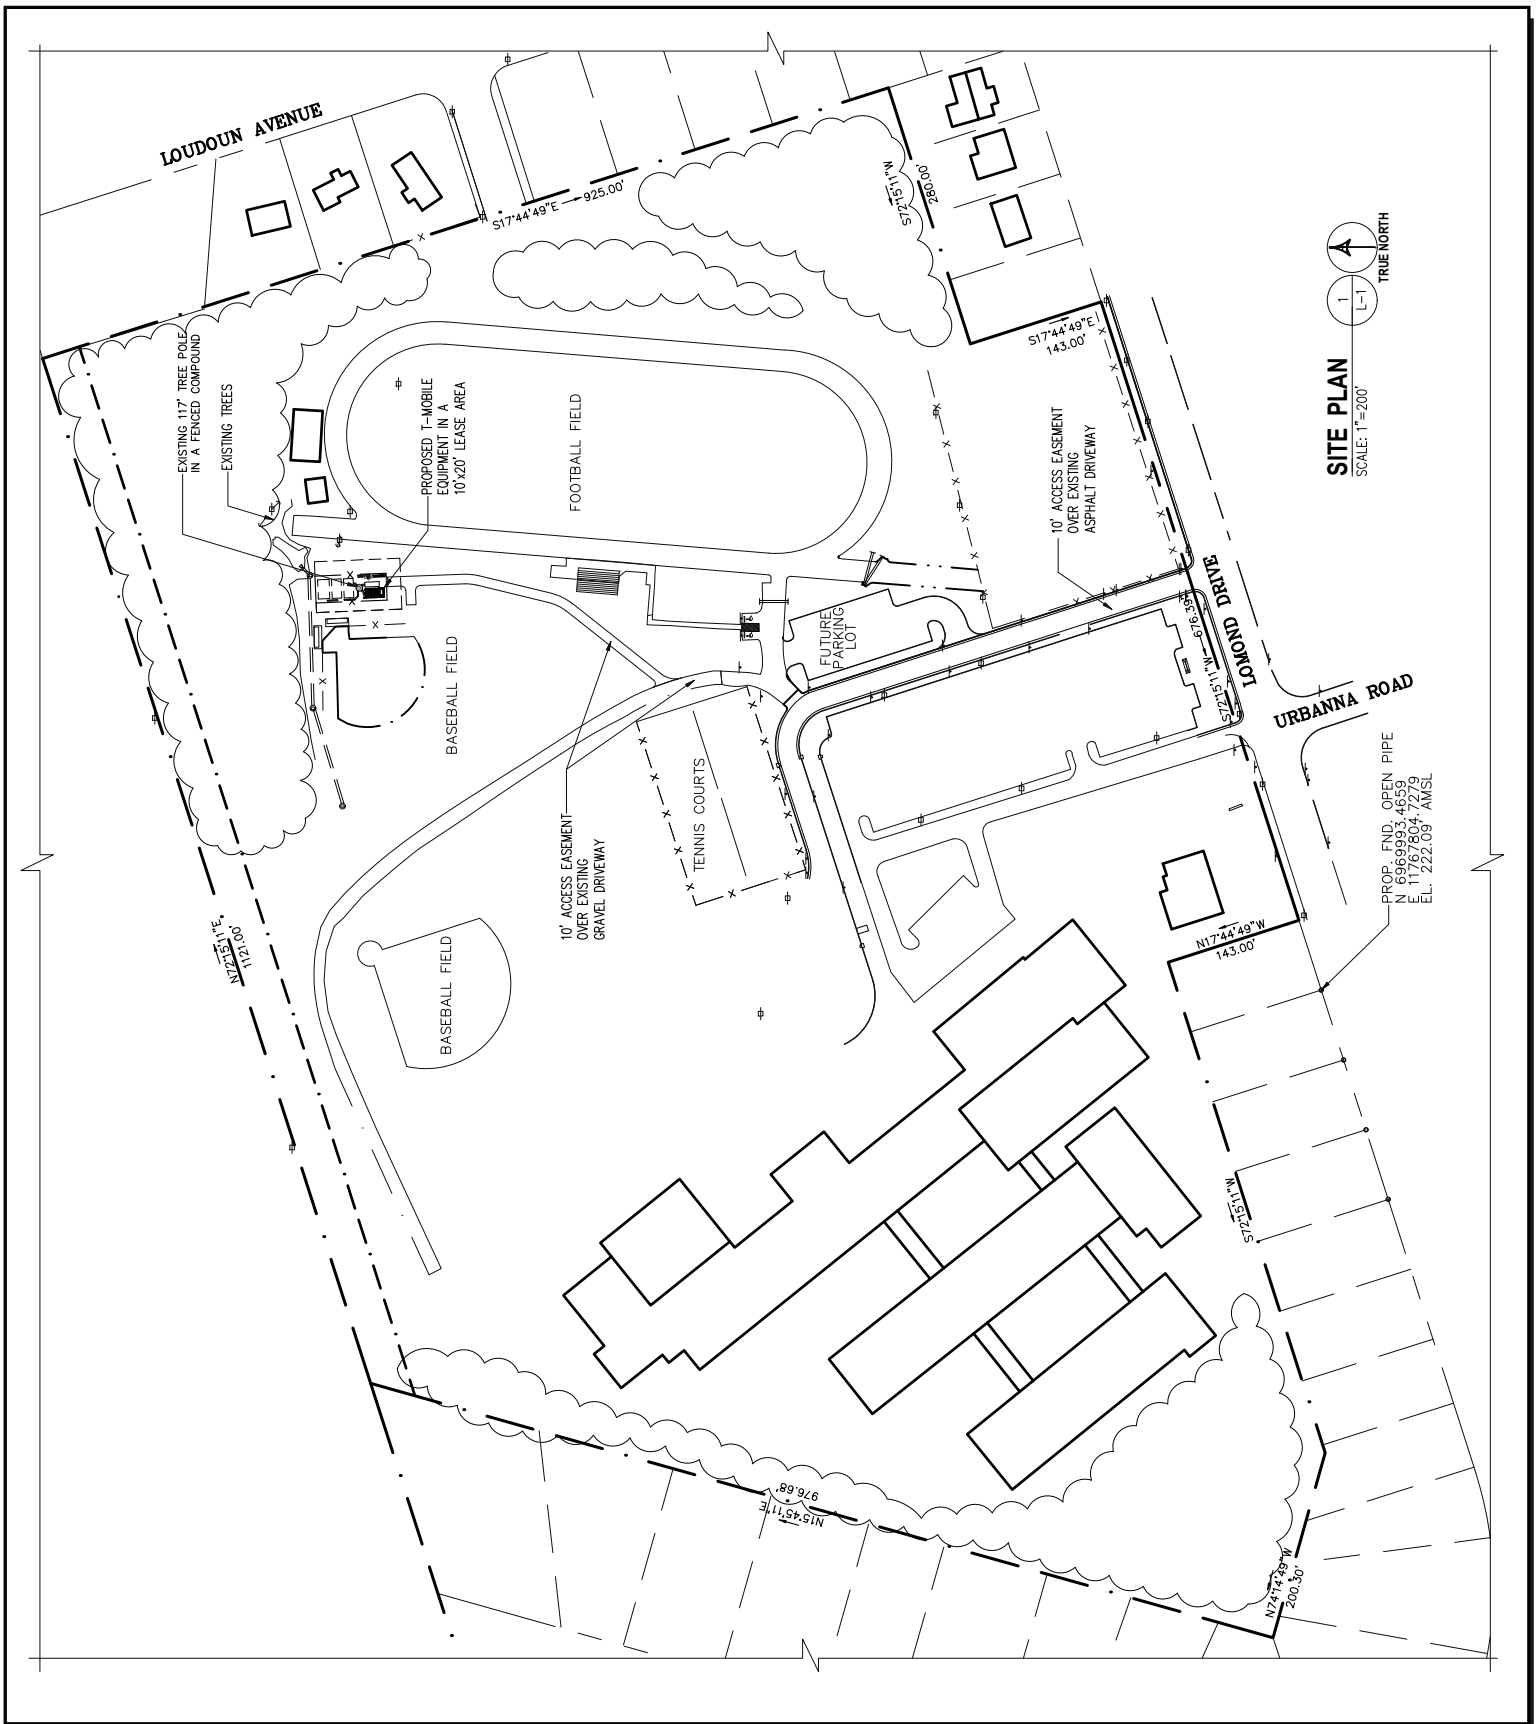 LOUDOUN AVENUE
EXISTING 117' TREE POLE
IN A FENCED COMPOUND
EXISTING TREES
PROPOSED T-MOBILE
EQUIPMENT IN A
10'x20' LEASE AREA
S17°44'49"E
925.00'
S72°15'11"W
280.00'
S17°44'49"E
143.00'
FOOTBALL FIELD
10' ACCESS EASEMENT
OVER EXISTING
ASPHALT DRIVEWAY
1
L-1
TRUE NORTH
SITE PLAN
SCALE: 1"=200'
BASEBALL FIELD
FUTURE
PARKING
LOT
S72°15'11"W
676.39'
LOMOND DRIVE
URBANNA ROAD
TENNIS COURTS
10' ACCESS EASEMENT
OVER EXISTING
GRAVEL DRIVEWAY
PROP. FND. OPEN PIPE
N 6969993.4659
E 11767804.7279
EL. 222.09' AMSL
N72°15'11"E
1121.00'
BASEBALL FIELD
N17°44'49"W
143.00'
S72°15'11"W
N15°45'11"E
976.68'
N74°14'49"W
200.30'